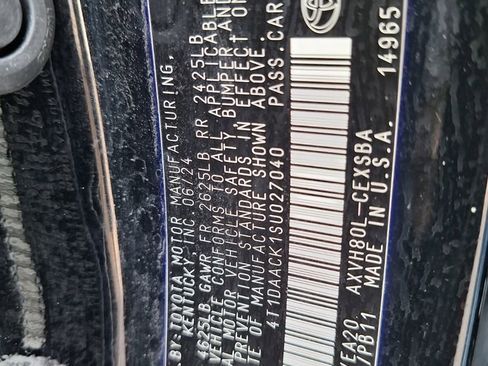 BY: TOYOTA MOTOR MANUFACTURING,
KENTUCKY, INC. 06/24
4625LB GAWR FR 2625LB RR 2425LB
VEHICLE CONFORMS TO ALL APPLICABLE
MOTOR VEHICLE SAFETY, BUMPER, AND
PREVENTION STANDARDS IN EFFECT ON
OF MANUFACTURE SHOWN ABOVE.
4T1DAACK1SU027040 PASS.CAR
EA20 AXVH80L-CEXSBA
PB11 MADE IN U.S.A. 14965